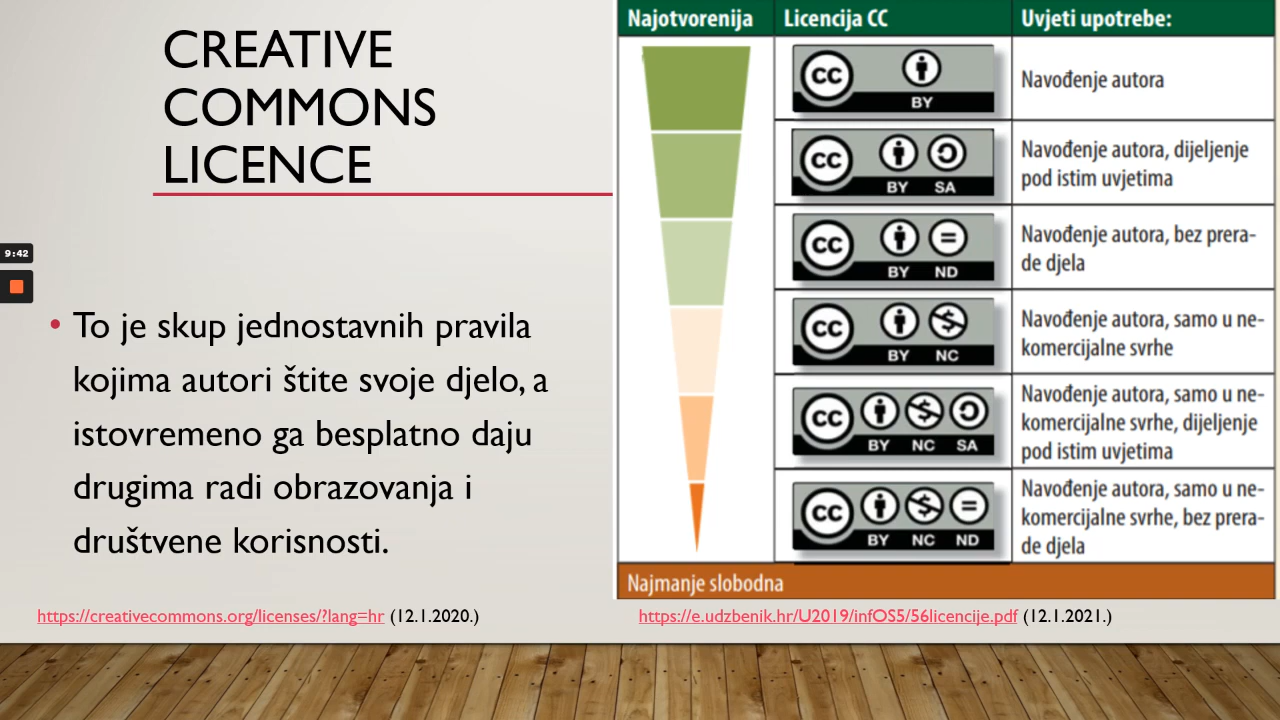 CREATIVE
COMMONS
LICENCE
9:42
• To je skup jednostavnih pravila
kojima autori štite svoje djelo, a
istovremeno ga besplatno daju
drugima radi obrazovanja i
društvene korisnosti.
https://creativecommons.org/licenses/?lang=hr (12.1.2020.)
Najotvorenija Licencija CC Uvjeti upotrebe:
CC BY
Navođenje autora
CC BY SA
Navođenje autora, dijeljenje
pod istim uvjetima
CC BY ND
Navođenje autora, bez prera-
de djela
CC BY NC
Navođenje autora, samo u ne-
komercijalne svrhe
CC BY NC SA
Navođenje autora, samo u ne-
komercijalne svrhe, dijeljenje
pod istim uvjetima
CC BY NC ND
Navođenje autora, samo u ne-
komercijalne svrhe, bez prera-
de djela
Najmanje slobodna
https://e.udzbenik.hr/U2019/infOS5/56licencije.pdf (12.1.2021.)